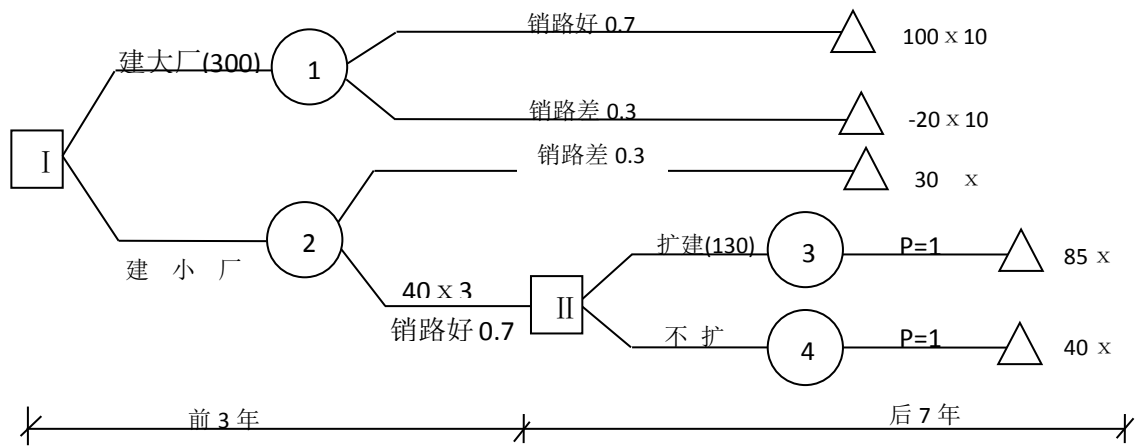 销路好 0.7
100 x 10
建大厂(300)
1
销路差 0.3
-20 x 10
I
销路差 0.3
30 x
建 小 厂
2
扩建(130)
3
P=1
85 x
40 x 3
II
销路好 0.7
不 扩
4
P=1
40 x
前 3 年
后 7 年